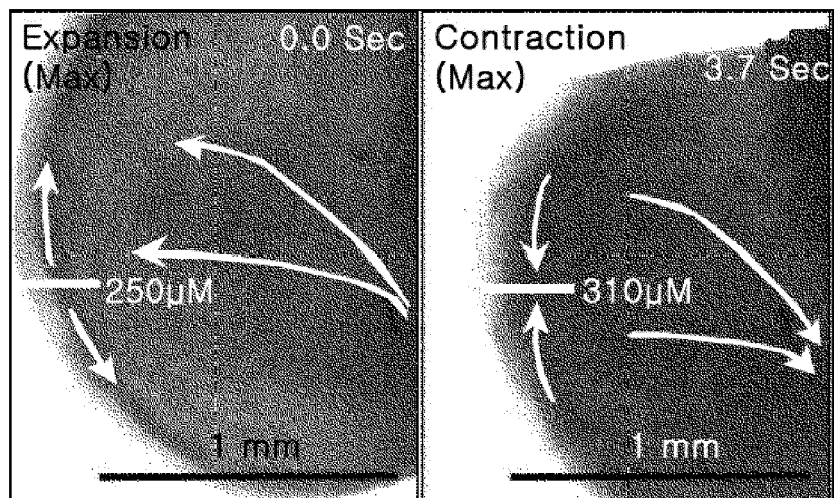 Expansion
(Max)
0.0 Sec
250µM
1 mm
Contraction
(Max)
3.7 Sec
310µM
1 mm